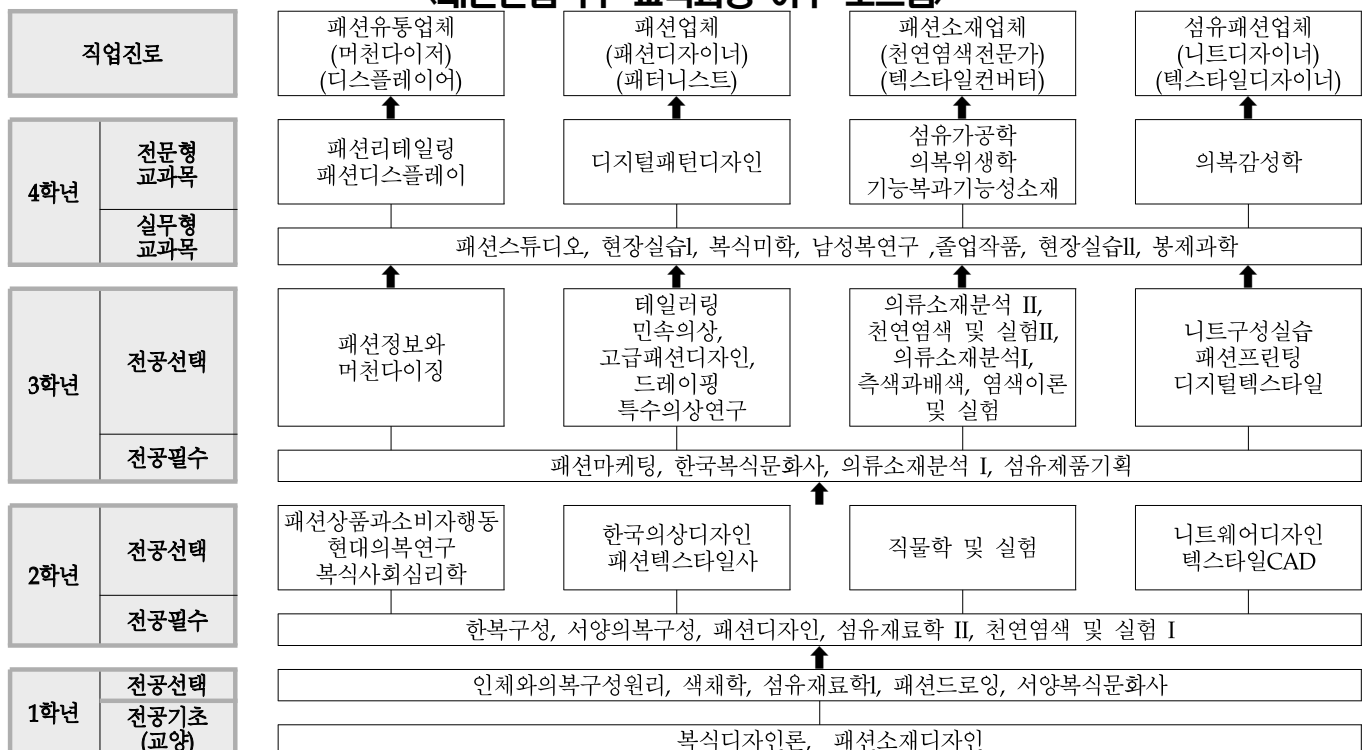 직업진로
패션유통업체
(머천다이저)
(디스플레이어)
패션업체
(패션디자이너)
(패터니스트)
패션소재업체
(천연염색전문가)
(텍스타일컨버터)
섬유패션업체
(니트디자이너)
(텍스타일디자이너)
4학년
전문형
교과목
패션리테일링
패션디스플레이
디지털패턴디자인
섬유가공학
의복위생학
기능복과기능성소재
의복감성학
실무형
교과목
패션스튜디오, 현장실습I, 복식미학, 남성복연구 ,졸업작품, 현장실습II, 봉제과학
3학년
전공선택
패션정보와
머천다이징
테일러링
민속의상,
고급패션디자인,
드레이핑
특수의상연구
의류소재분석 II,
천연염색 및 실험II,
의류소재분석I,
측색과배색, 염색이론
및 실험
니트구성실습
패션프린팅
디지털텍스타일
전공필수
패션마케팅, 한국복식문화사, 의류소재분석 I, 섬유제품기획
2학년
전공선택
패션상품과소비자행동
현대의복연구
복식사회심리학
한국의상디자인
패션텍스타일사
직물학 및 실험
니트웨어디자인
텍스타일CAD
전공필수
한복구성, 서양의복구성, 패션디자인, 섬유재료학 II, 천연염색 및 실험 I
1학년
전공선택
인체와의복구성원리, 색채학, 섬유재료학I, 패션드로잉, 서양복식문화사
전공기초
(교양)
복식디자인론, 패션소재디자인